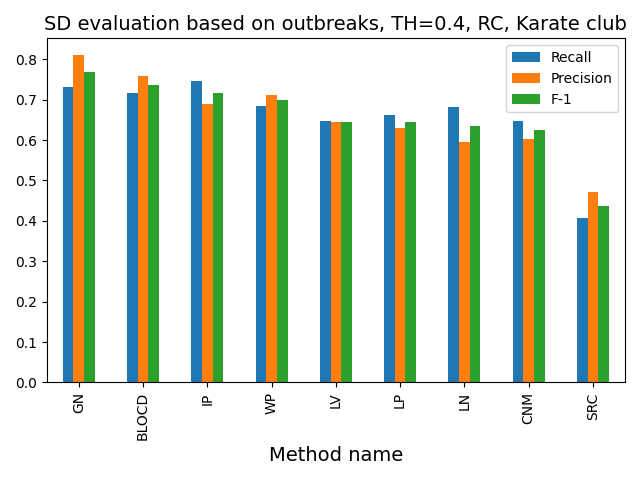 SD evaluation based on outbreaks, TH=0.4, RC, Karate club
Recall
Precision
F-1
0.8
0.7
0.6
0.5
0.4
0.3
0.2
0.1
0.0
GN
BLOCD
IP
WP
LV
LP
LN
CNM
SRC
Method name